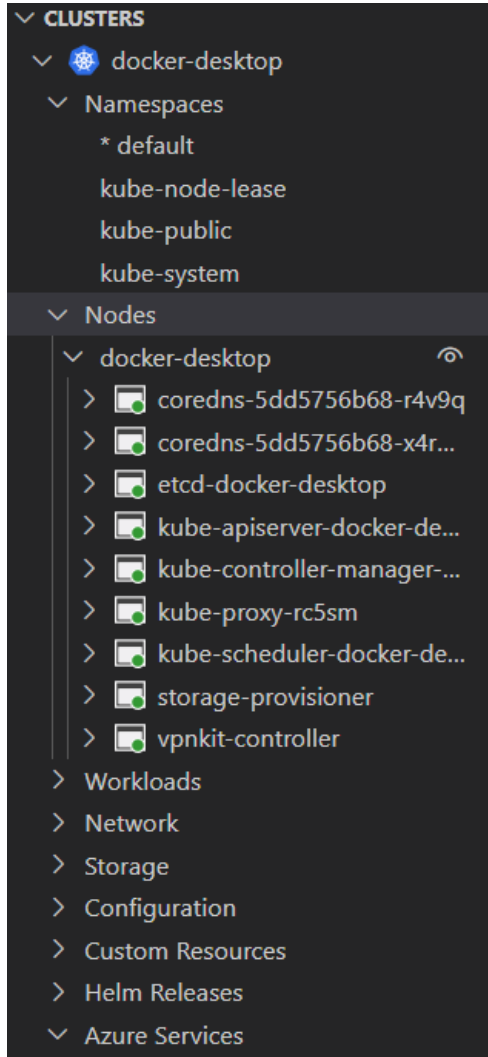 CLUSTERS
docker-desktop
Namespaces
* default
kube-node-lease
kube-public
kube-system
Nodes
docker-desktop
coredns-5dd5756b68-r4v9q
coredns-5dd5756b68-x4r...
etcd-docker-desktop
kube-apiserver-docker-de...
kube-controller-manager-...
kube-proxy-rc5sm
kube-scheduler-docker-de...
storage-provisioner
vpnkit-controller
Workloads
Network
Storage
Configuration
Custom Resources
Helm Releases
Azure Services